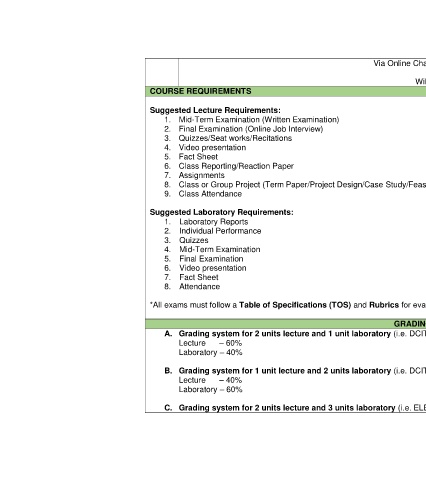 Via Online Cha
Wil
COURSE REQUIREMENTS
Suggested Lecture Requirements:
1. Mid-Term Examination (Written Examination)
2. Final Examination (Online Job Interview)
3. Quizzes/Seat works/Recitation
4. Video presentation
5. Fact Sheet
6. Class Reporting/Reaction Paper
7. Assignments
8. Class or Group Project (Term Paper/Project Design/Case Study/Feas
9. Class Attendance
Suggested Laboratory Requirements:
1. Laboratory Reports
2. Individual Performance
3. Quizzes
4. Mid-Term Examination
5. Final Examination
6. Video presentation
7. Fact Sheet
8. Attendance
*All exams must follow a Table of Specifications (TOS) and Rubrics for eva
GRADIN
A. Grading system for 2 units lecture and 1 unit laboratory (i.e. DCIT
Lecture – 60%
Laboratory – 40%
B. Grading system for 1 unit lecture and 2 units laboratory (i.e. DCIT
Lecture – 40%
Laboratory – 60%
C. Grading system for 2 units lecture and 3 units laboratory (i.e. ELE